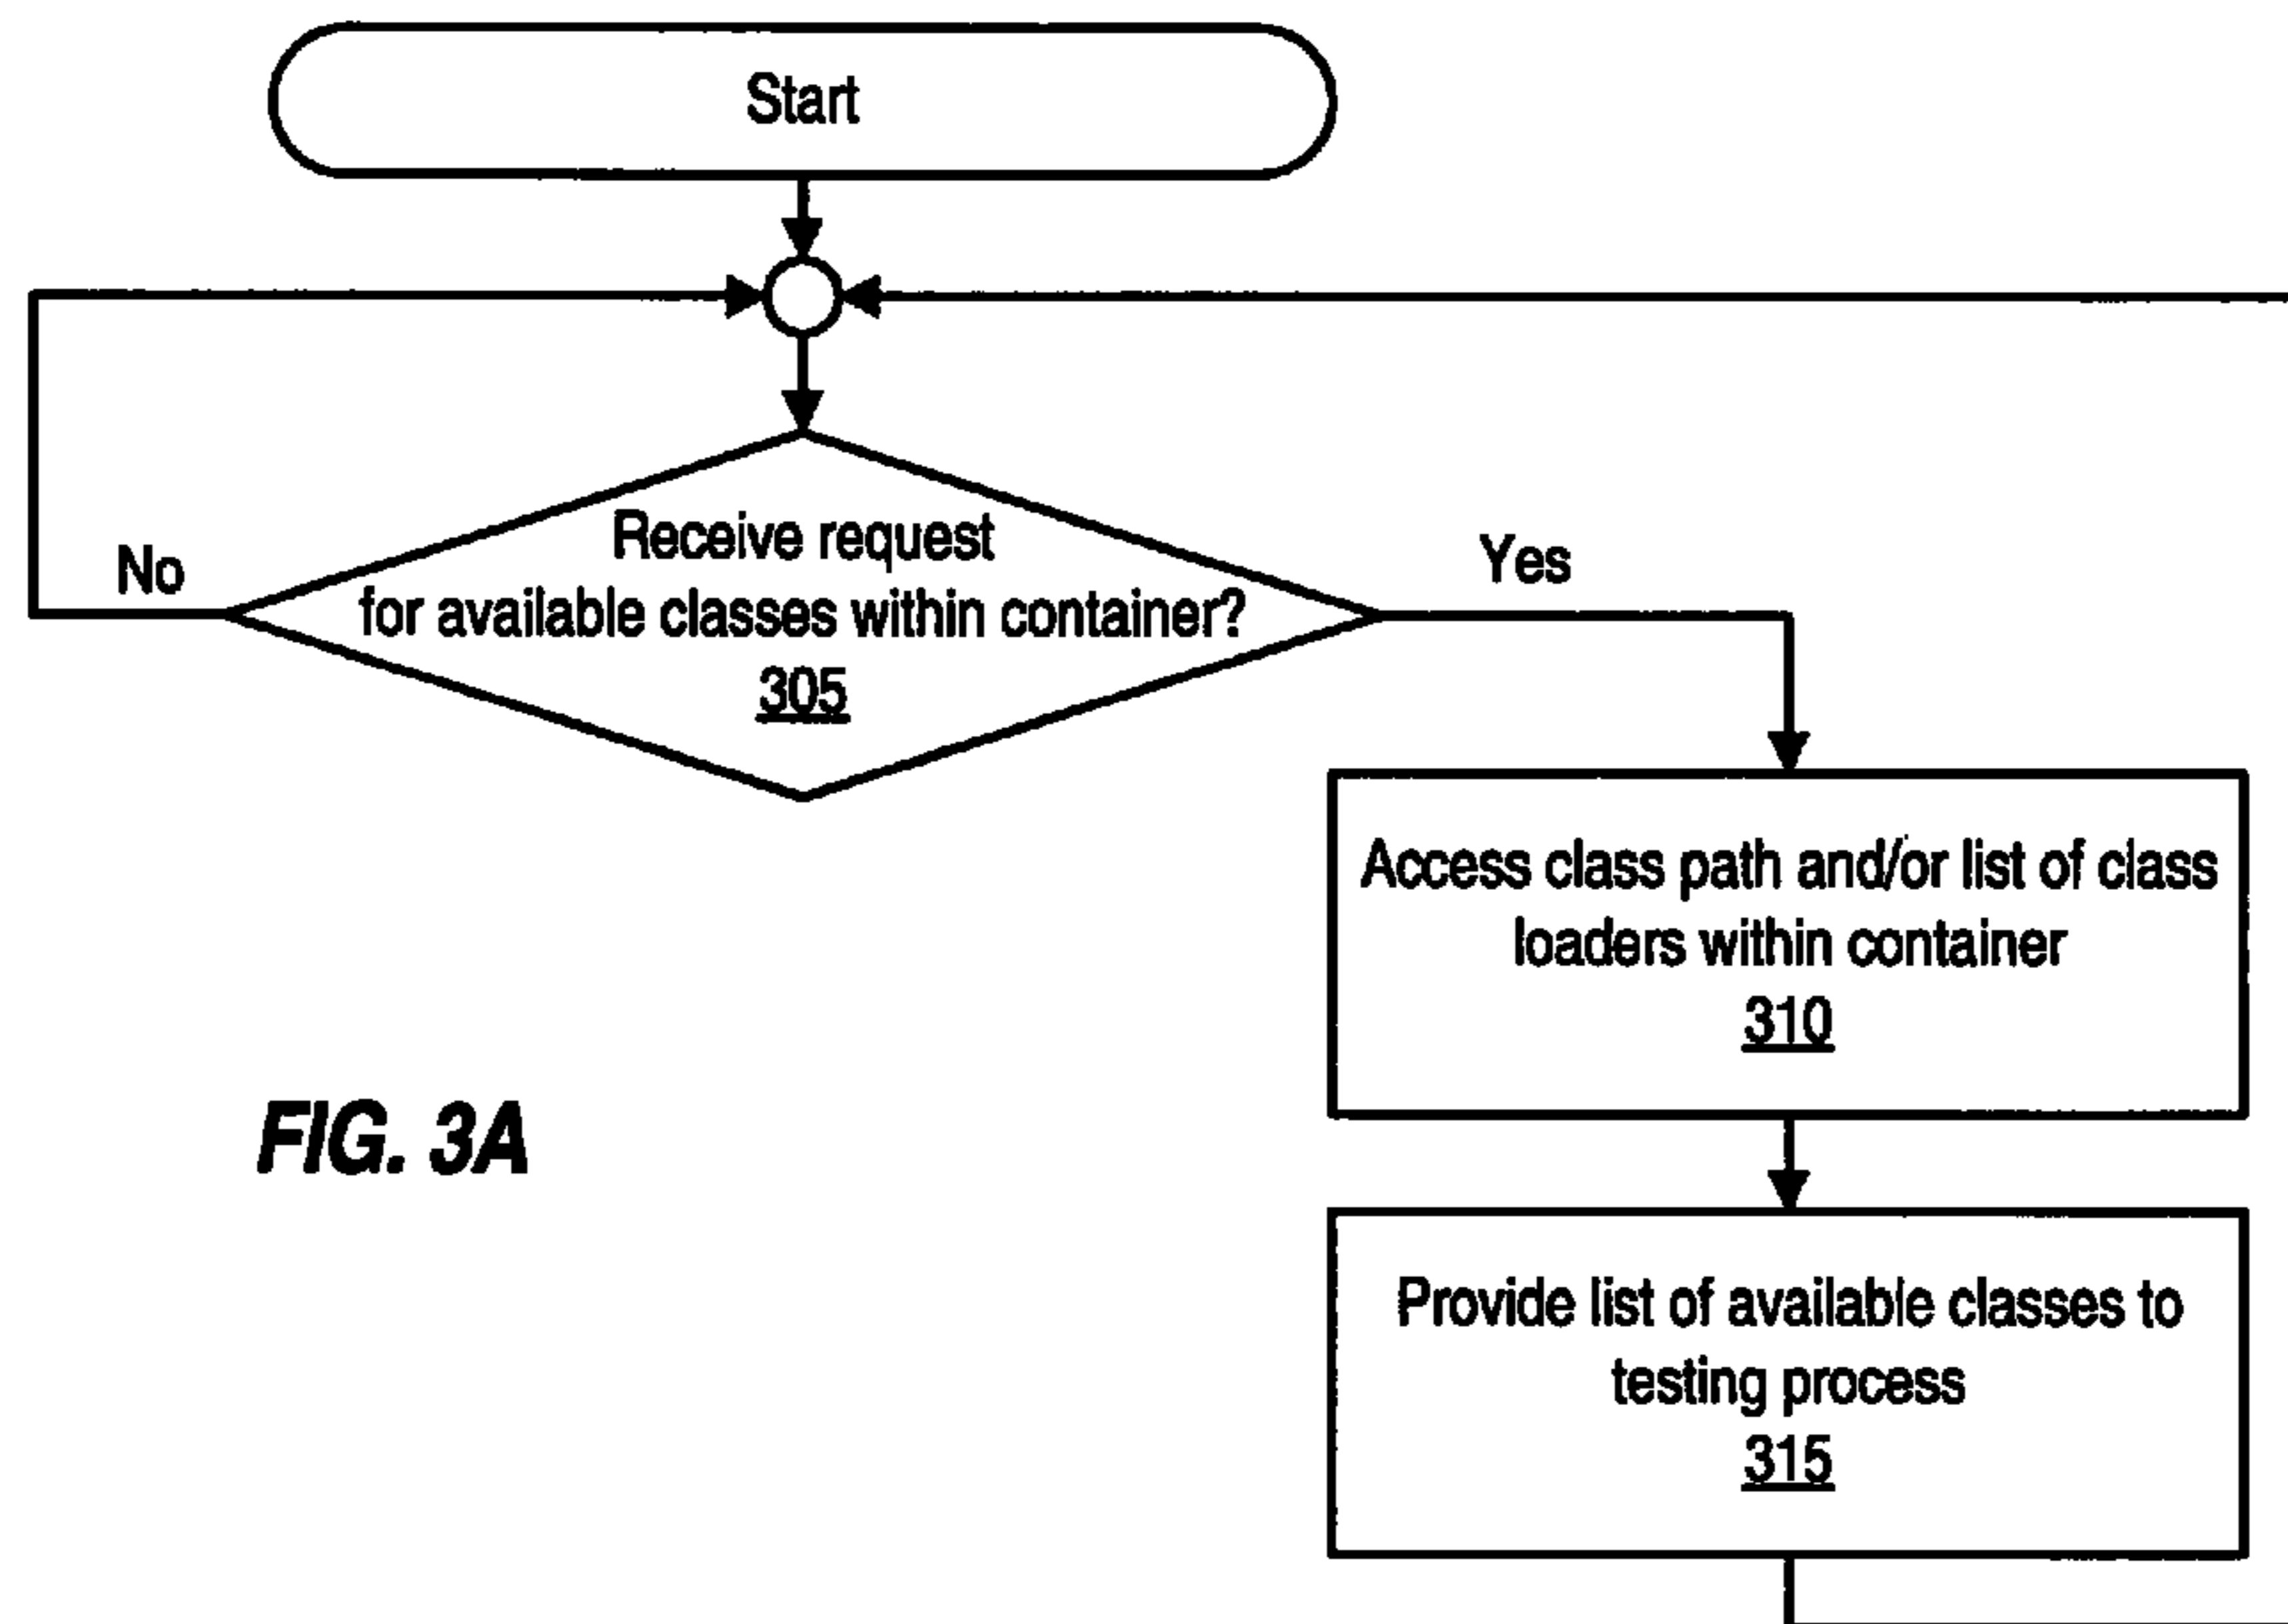 Start
Receive request
for available classes within container?
305
No
Yes
Access class path and/or list of class
loaders within container
310
Provide list of available classes to
testing process
315
FIG. 3A